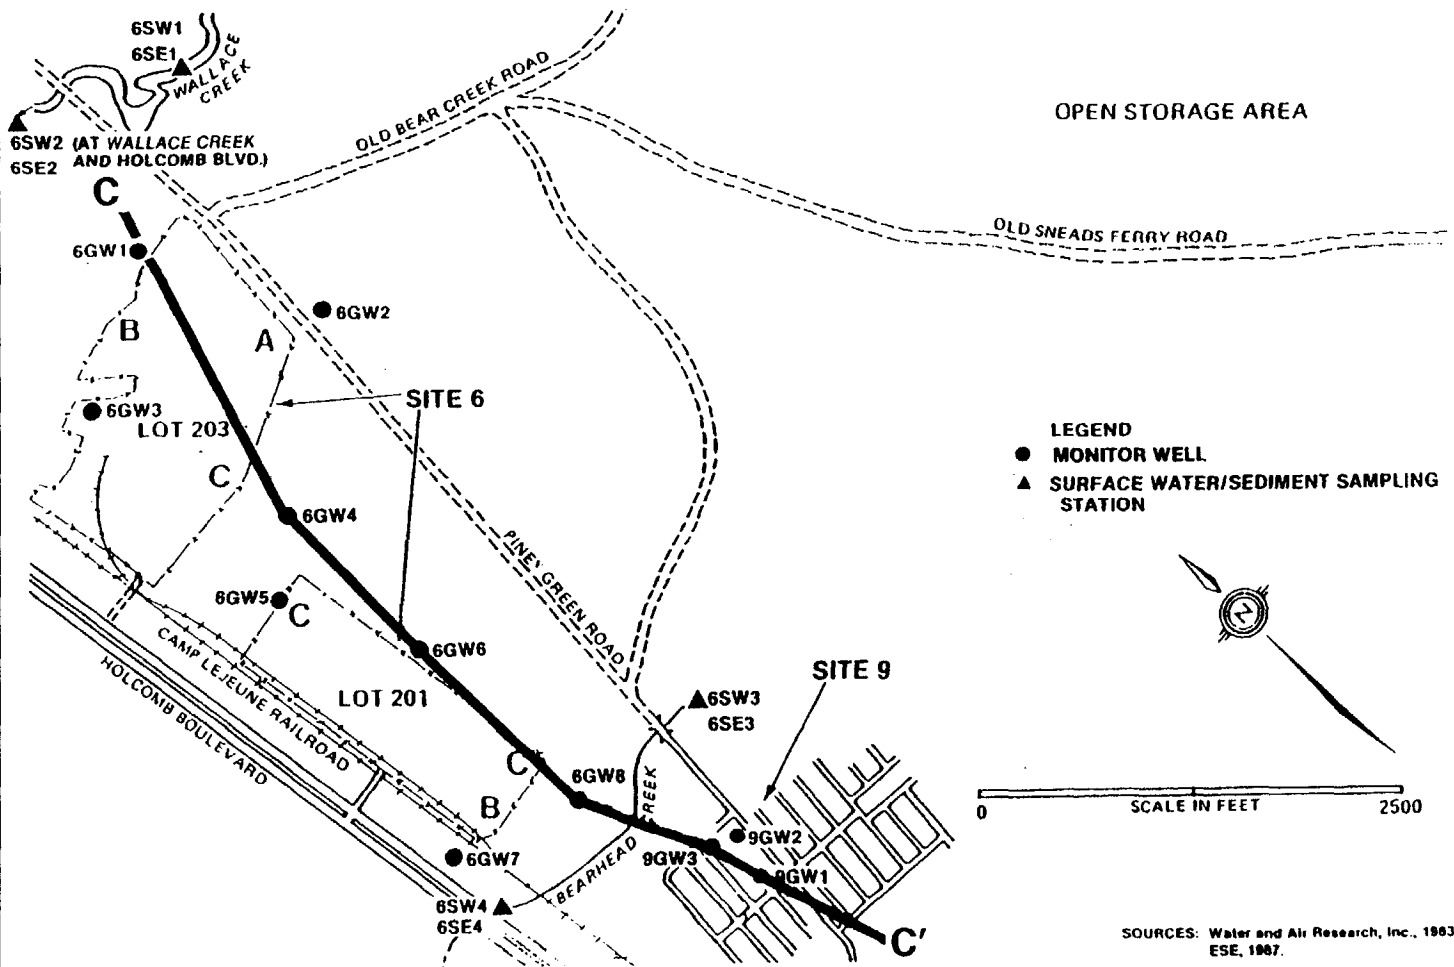 6SW1
6SE1
WALLACE
CREEK
6SW2 (AT WALLACE CREEK
6SE2 AND HOLCOMB BLVD.)
C
OLD BEAR CREEK ROAD
OPEN STORAGE AREA
OLD SNEADS FERRY ROAD
6GW1
6GW2
B
A
SITE 6
6GW3
LOT 203
C
6GW4
LEGEND
MONITOR WELL
SURFACE WATER/SEDIMENT SAMPLING
STATION
PINEY GREEN ROAD
6GW5
C
6GW6
Z
CAMP LEJEUNE RAILROAD
HOLCOMB BOULEVARD
LOT 201
SITE 9
6SW3
6SE3
C
6GW8
B
BEARHEAD CREEK
0
SCALE IN FEET
2500
9GW2
9GW3
9GW1
6GW7
6SW4
6SE4
C'
SOURCES: Water and Air Research, Inc., 1983
ESE, 1987.